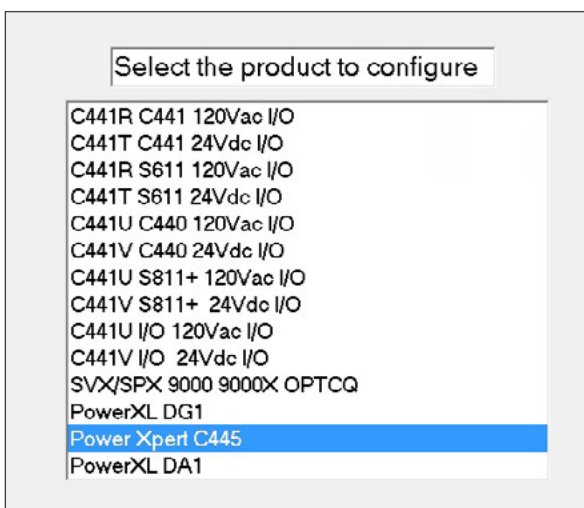 Select the product to configure
C441R C441 120Vac I/O
C441T C441 24Vdc I/O
C441R S611 120Vac I/O
C441T S611 24Vdc I/O
C441U C440 120Vac I/O
C441V C440 24Vdc I/O
C441U S811+ 120Vac I/O
C441V S811+ 24Vdc I/O
C441U I/O 120Vac I/O
C441V I/O 24Vdc I/O
SVX/SPX 9000 9000X OPTCQ
PowerXL DG1
Power Xpert C445
PowerXL DA1